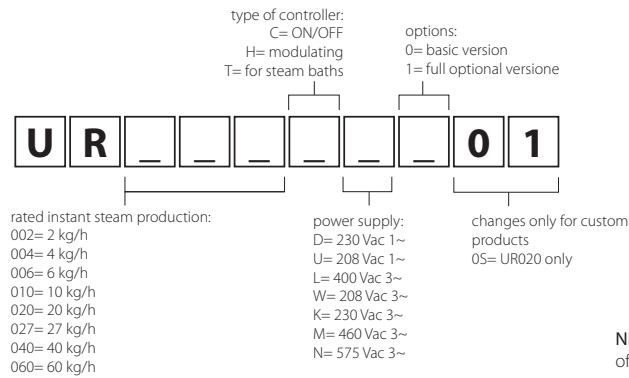 type of controller:
C= ON/OFF
H= modulating
T= for steam baths
options:
0= basic version
1= full optional versione
U R _ _ _ _ _ _ 0 1
rated instant steam production:
002= 2 kg/h
004= 4 kg/h
006= 6 kg/h
010= 10 kg/h
020= 20 kg/h
027= 27 kg/h
040= 40 kg/h
060= 60 kg/h
power supply:
D= 230 Vac 1~
U= 208 Vac 1~
L= 400 Vac 3~
W= 208 Vac 3~
K= 230 Vac 3~
M= 460 Vac 3~
N= 575 Vac 3~
changes only for custom
products
0S= UR020 only
of